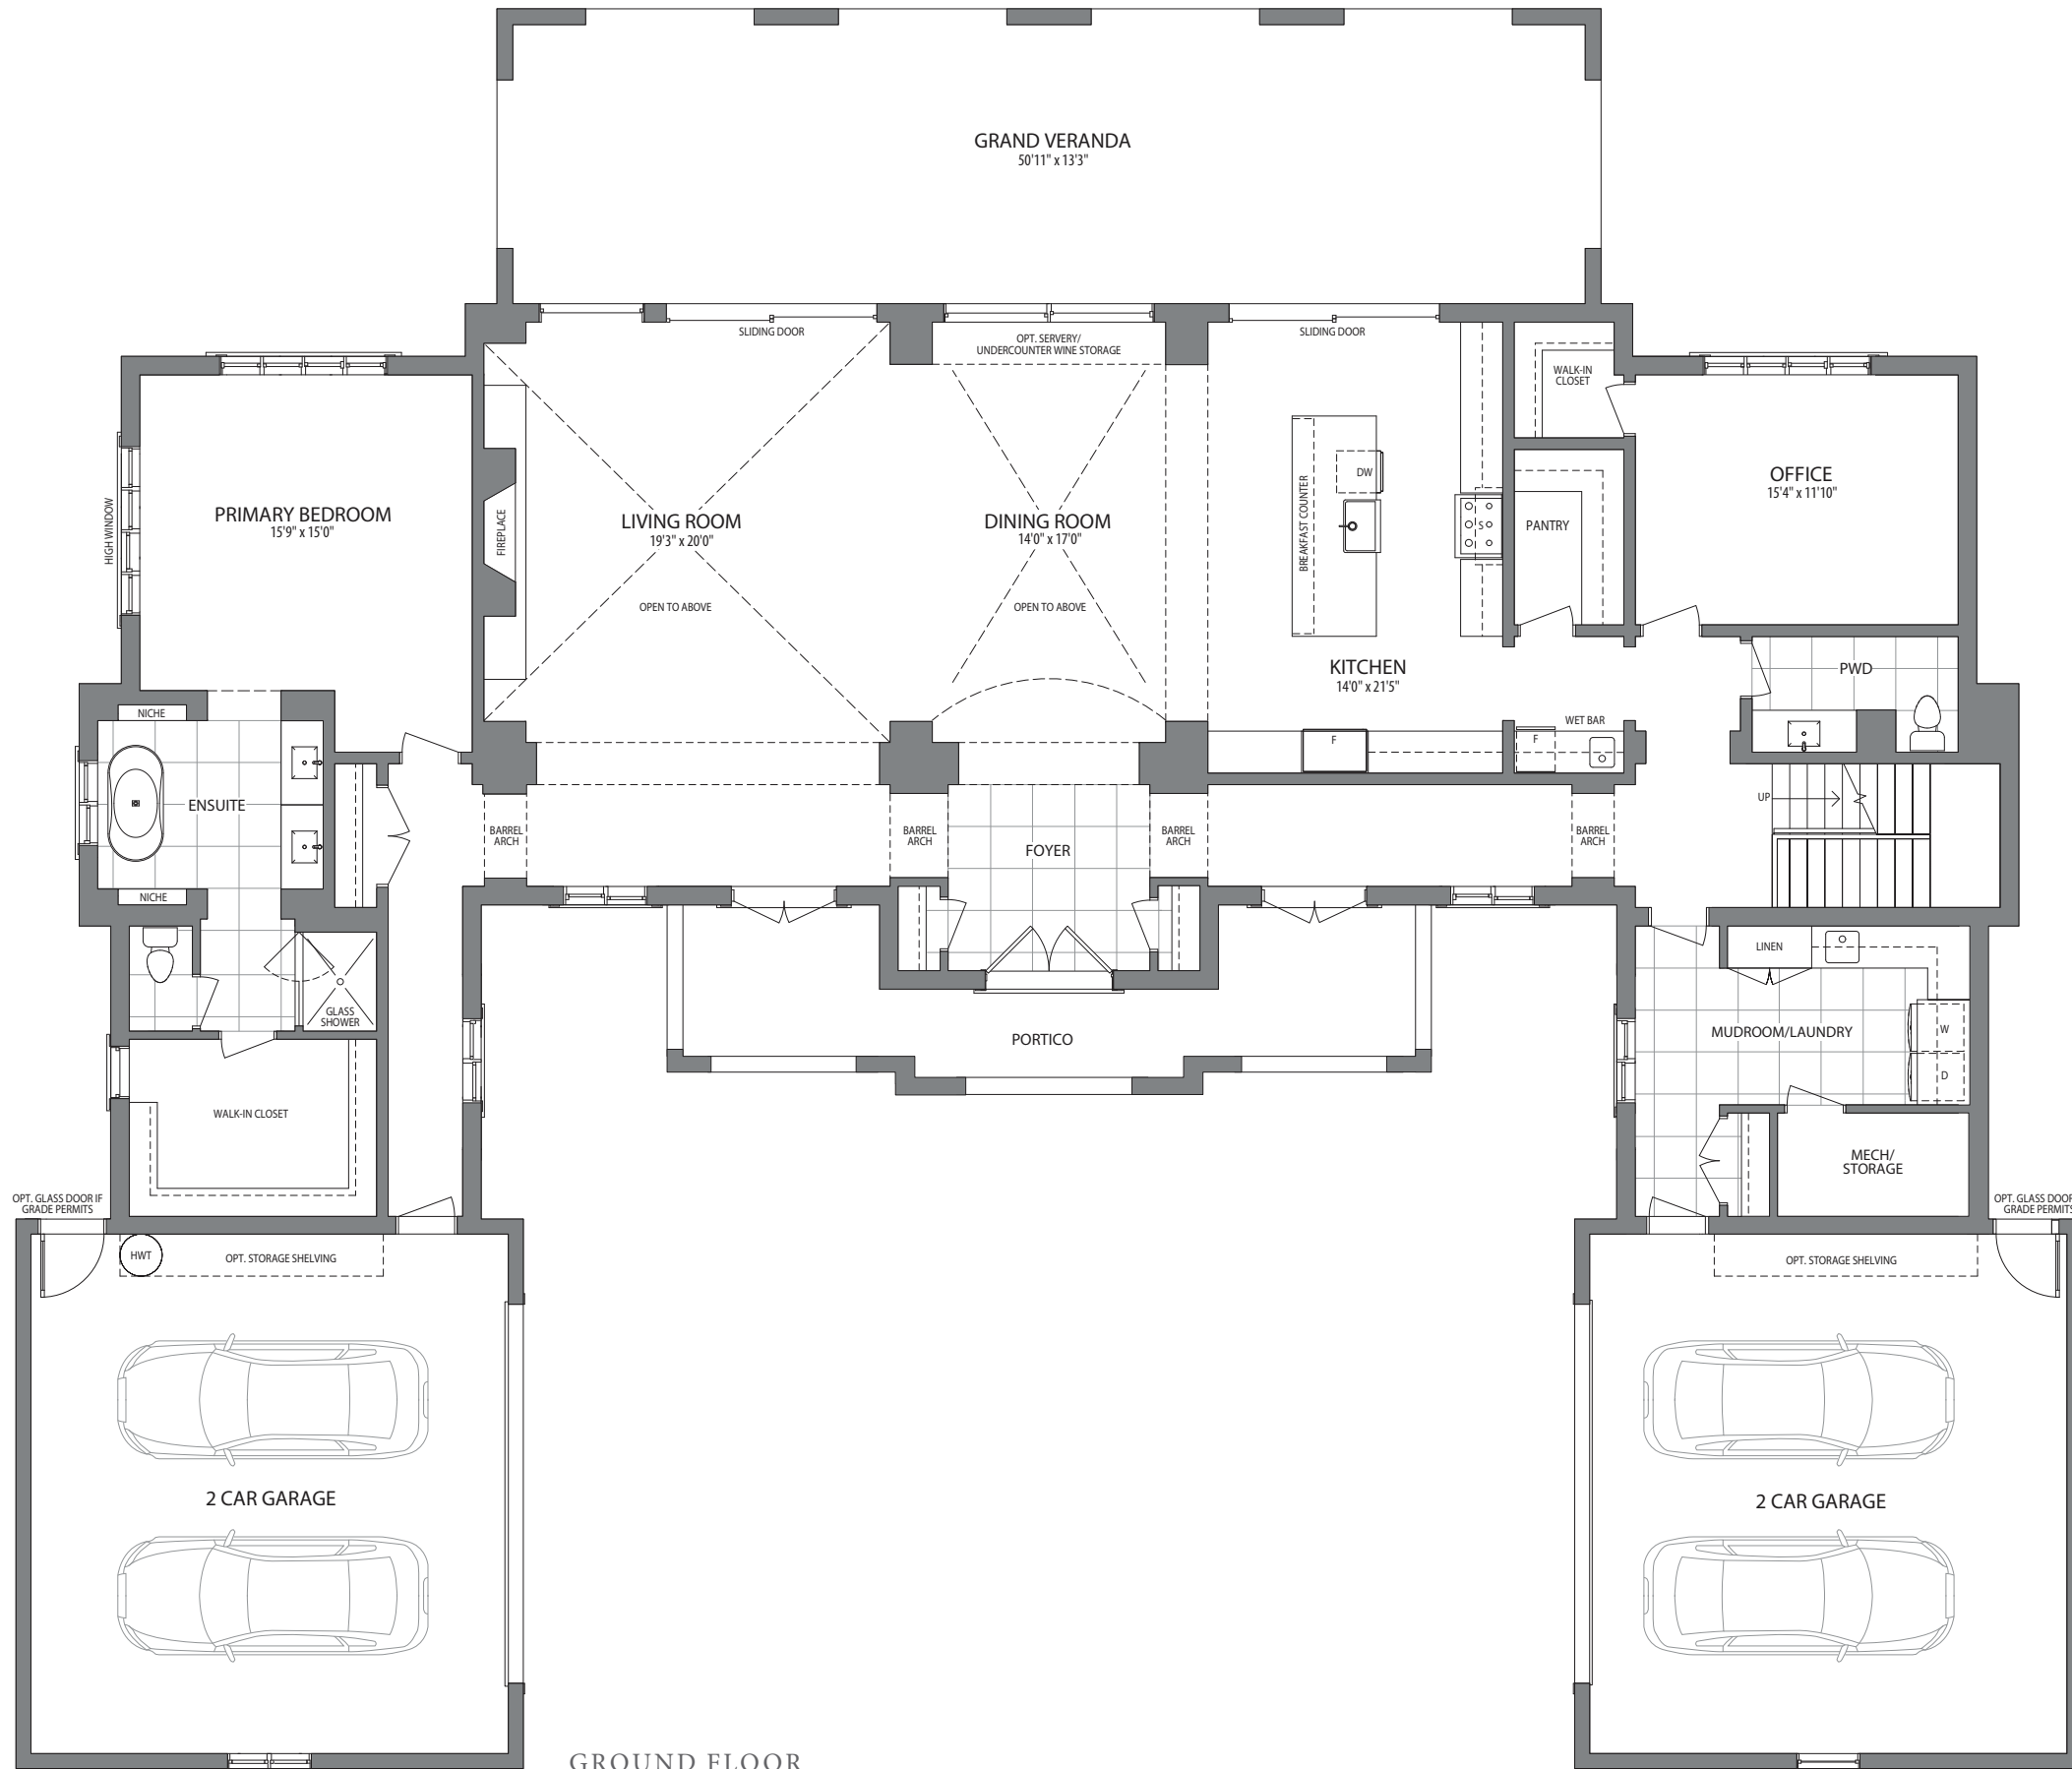 GRAND VERANDA
50'11" x 13'3"
SLIDING DOOR
OPT. SERVERY/
UNDERCOUNTER WINE STORAGE
SLIDING DOOR
WALK-IN
CLOSET
HIGH WINDOW
PRIMARY BEDROOM
15'9" x 15'0"
FIREPLACE
LIVING ROOM
19'3" x 20'0"
OPEN TO ABOVE
DINING ROOM
14'0" x 17'0"
OPEN TO ABOVE
BREAKFAST COUNTER
DW
S
PANTRY
OFFICE
15'4" x 11'10"
KITCHEN
14'0" x 21'5"
PWD
NICHE
WET BAR
F
F
ENSUITE
UP
BARREL
ARCH
BARREL
ARCH
FOYER
BARREL
ARCH
BARREL
ARCH
NICHE
LINEN
GLASS
SHOWER
PORTICO
MUDROOM/LAUNDRY
W
D
WALK-IN CLOSET
MECH/
STORAGE
OPT. GLASS DOOR IF
GRADE PERMITS
OPT. GLASS DOOR
GRADE PERMITS
HWT
OPT. STORAGE SHELVING
OPT. STORAGE SHELVING
2 CAR GARAGE
2 CAR GARAGE
GROUND FLOOR